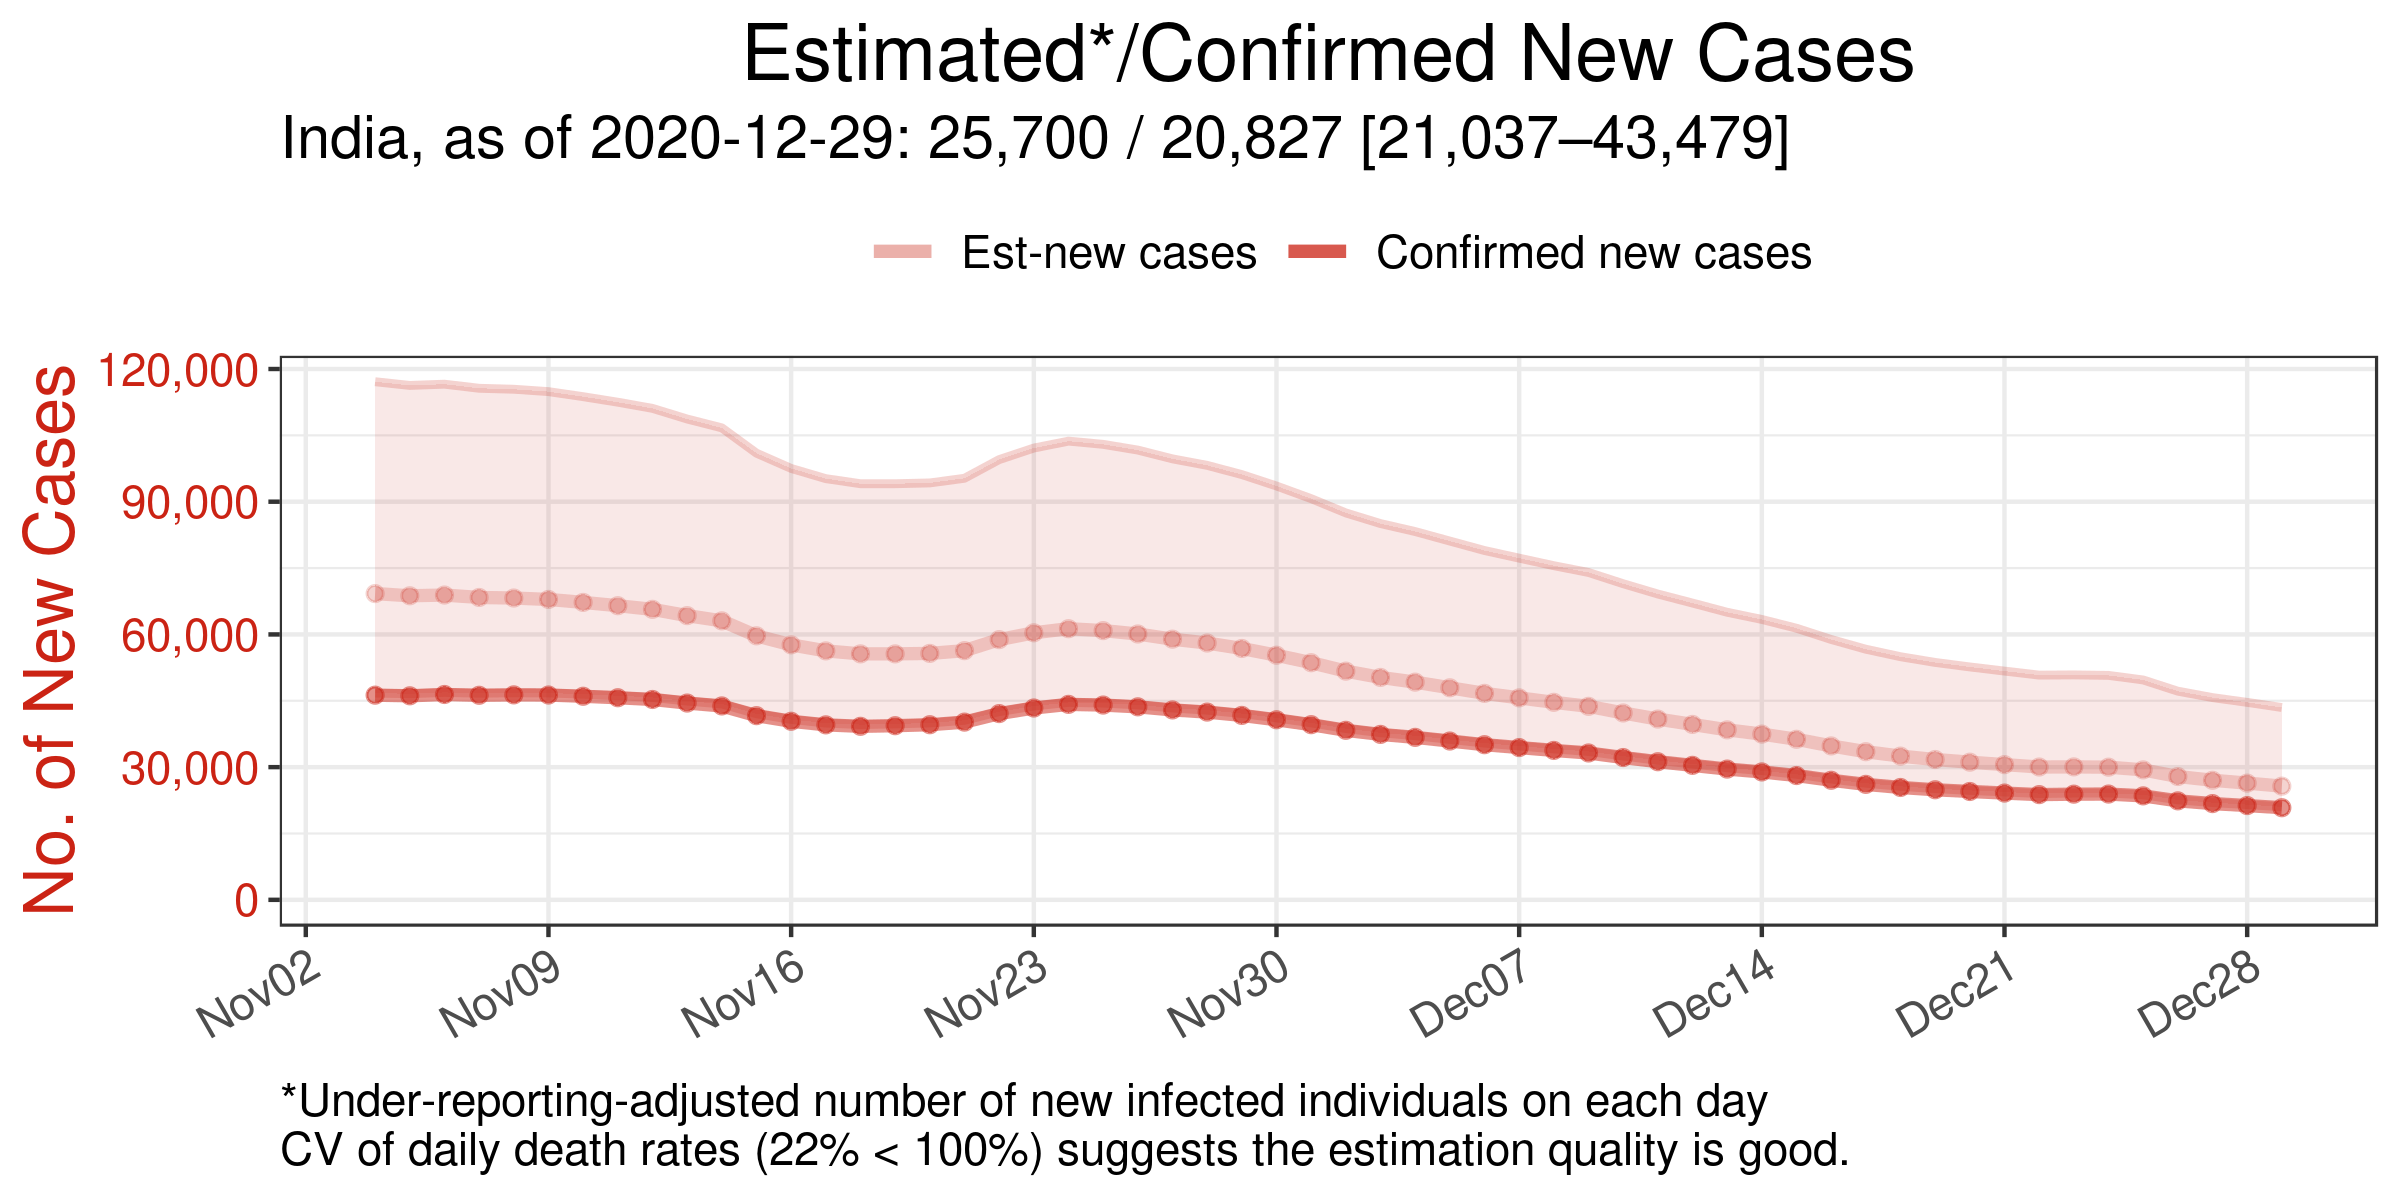 Estimated*/Confirmed New Cases
India, as of 2020-12-29: 25,700 / 20,827 [21,037–43,479]
Est-new cases
Confirmed new cases
No. of New Cases
120,000
90,000
60,000
30,000
0
Nov02
Nov09
Nov16
Nov23
Nov30
Dec07
Dec14
Dec21
Dec28
*Under-reporting-adjusted number of new infected individuals on each day
CV of daily death rates (22% < 100%) suggests the estimation quality is good.